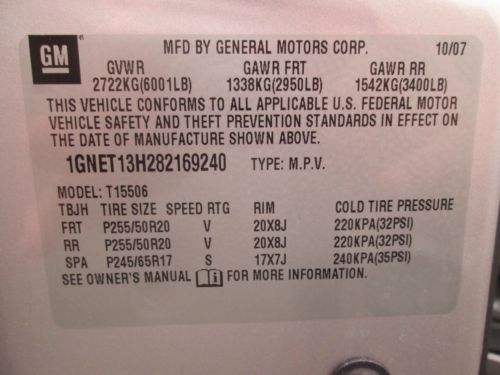 GM
MFD BY GENERAL MOTORS CORP. 10/07
GVWR GAWR FRT GAWR RR
2722KG(6001LB) 1338KG(2950LB) 1542KG(3400LB)
THIS VEHICLE CONFORMS TO ALL APPLICABLE U.S. FEDERAL MOTOR
VEHICLE SAFETY AND THEFT PREVENTION STANDARDS IN EFFECT ON
THE DATE OF MANUFACTURE SHOWN ABOVE.
1GNET13H282169240 TYPE: M.P.V.
MODEL: T15506
TBJH TIRE SIZE SPEED RTG RIM COLD TIRE PRESSURE
FRT P255/50R20 V 20X8J 220KPA(32PSI)
RR P255/50R20 V 20X8J 220KPA(32PSI)
SPA P245/65R17 S 17X7J 240KPA(35PSI)
SEE OWNER'S MANUAL FOR MORE INFORMATION.